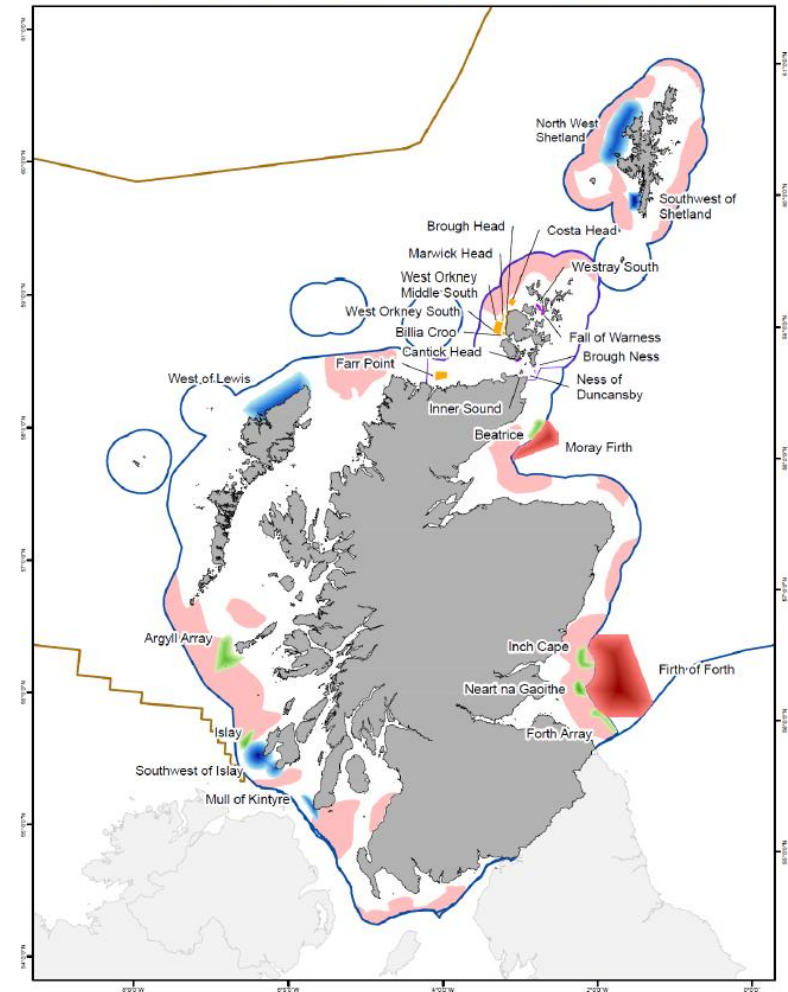 North West
Shetland
Southwest of
Shetland
Brough Head
Costa Head
Marwick Head
West Orkney
Middle South
Westray South
West Orkney South
Billia Croo
Fall of Warness
Cantick Head
Brough Ness
Farr Point
Ness of
Duncansby
West of Lewis
Inner Sound
Beatrice
Moray Firth
Argyll Array
Inch Cape
Firth of Forth
Neart na Gaoithe
Forth Array
Islay
Southwest of Islay
Mull of Kintyre